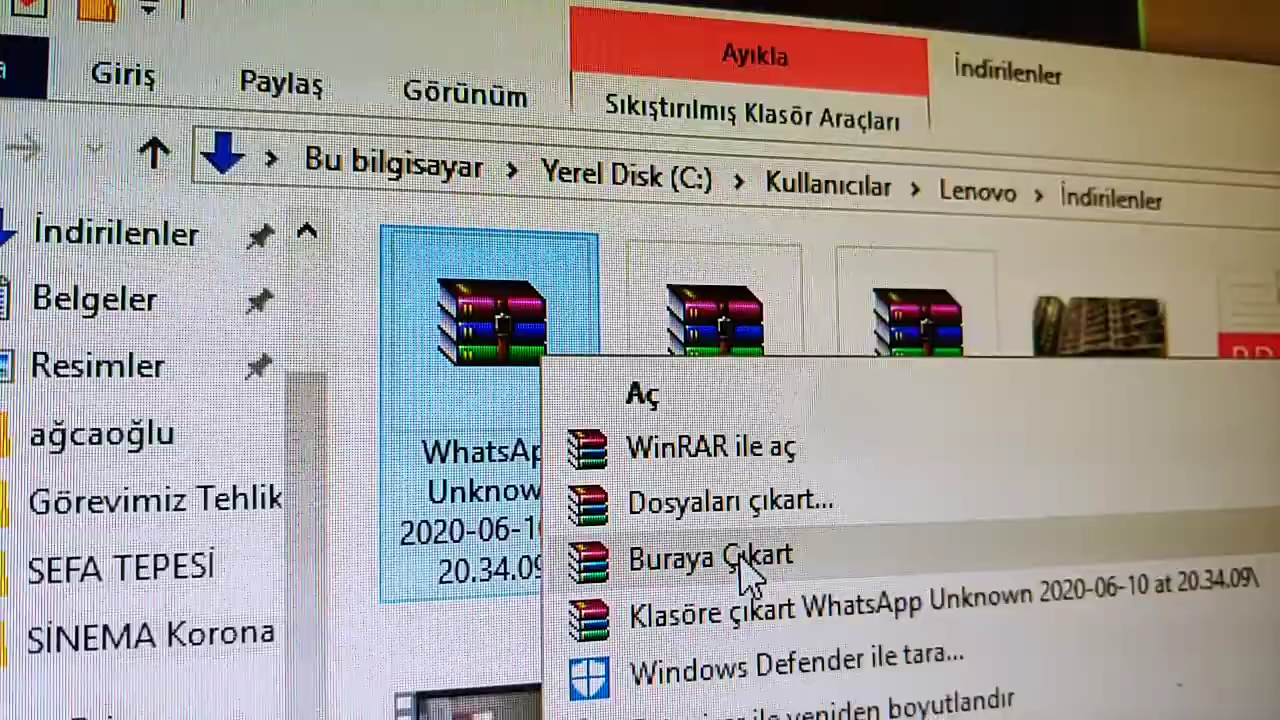 Ayıkla
İndirilenler
Giriş
Paylaş
Görünüm
Sıkıştırılmış Klasör Araçları
Bu bilgisayar > Yerel Disk (C:) > Kullanıcılar > Lenovo > İndirilenler
İndirilenler
Belgeler
Resimler
ağcaoğlu
Görevimiz Tehlik
SEFA TEPESİ
SİNEMA Korona
WhatsAp
Unknow
2020-06-1
20.34.09
Aç
WinRAR ile aç
Dosyaları çıkart...
Buraya Çıkart
Klasöre çıkart WhatsApp Unknown 2020-06-10 at 20.34.09\
Windows Defender ile tara...
ile yeniden boyutlandır